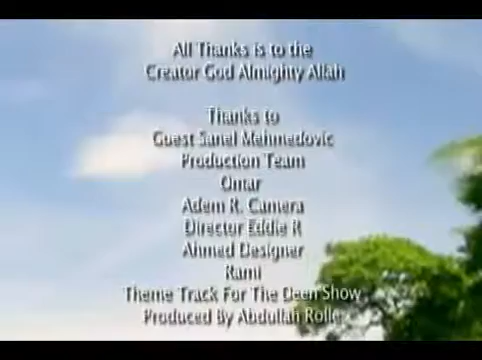 All Thanks is to the
Creator God Almighty Allah
Thanks to
Guest Sanel Mehmedovic
Production Team
Omar
Adem R. Camera
Director Eddie R
Ahmed Designer
Rami
Theme Track For The Deen Show
Produced By Abdullah Rolle